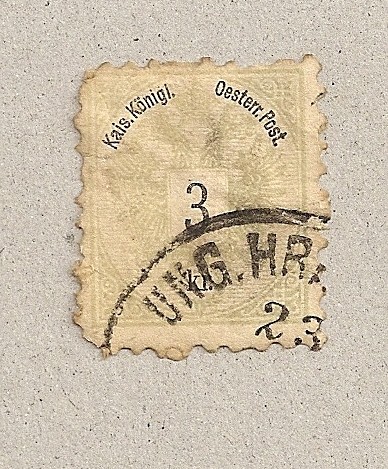 Kais. Königl. Oesterr. Post.
3
kr.
UNG. HR
23